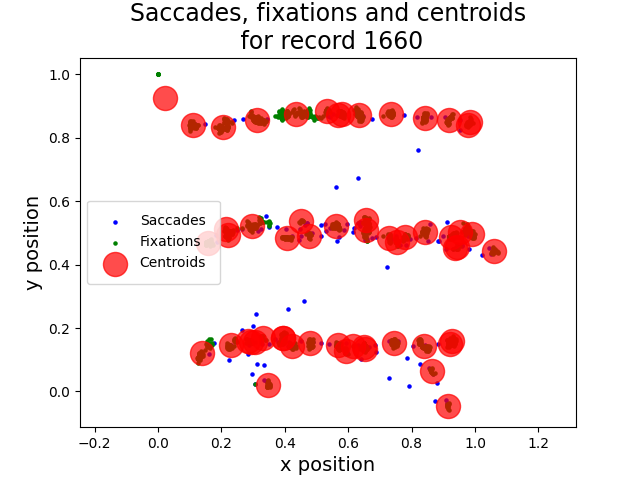 Saccades, fixations and centroids
for record 1660
1.0
0.8
0.6
0.4
0.2
0.0
y position
Saccades
Fixations
Centroids
−0.2
0.0
0.2
0.4
0.6
0.8
1.0
1.2
x position